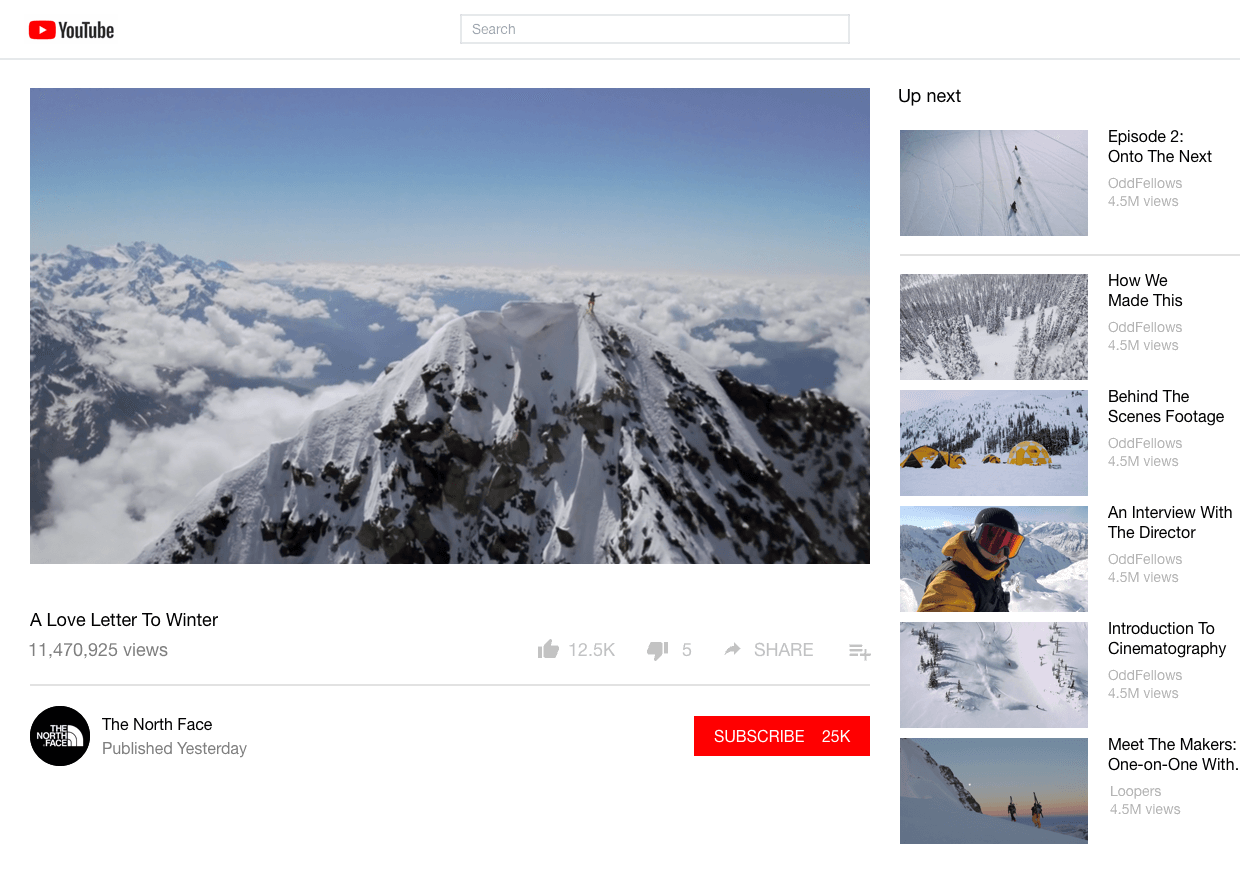 YouTube
Search
Up next
Episode 2:
Onto The Next
OddFellows
4.5M views
How We
Made This
OddFellows
4.5M views
Behind The
Scenes Footage
OddFellows
4.5M views
An Interview With
The Director
OddFellows
4.5M views
Introduction To
Cinematography
OddFellows
4.5M views
Meet The Makers:
One-on-One With.
Loopers
4.5M views
A Love Letter To Winter
11,470,925 views
12.5K
5
SHARE
THE
NORTH
FACE
The North Face
Published Yesterday
SUBSCRIBE 25K